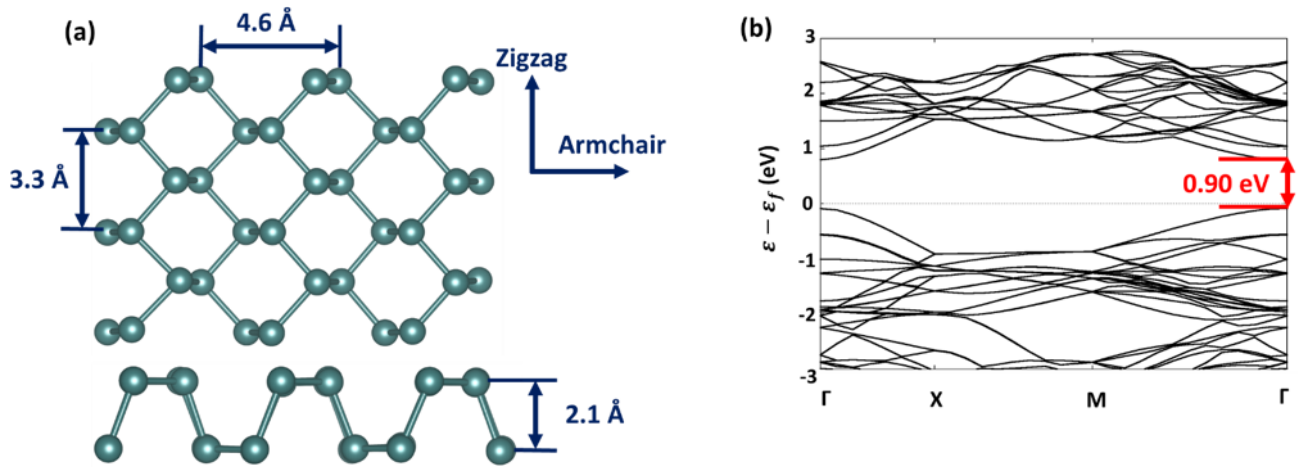 (a)
4.6 Å
Zigzag
Armchair
3.3 Å
2.1 Å
(b)
3
2
1
0
-1
-2
-3
ε − ε_f (eV)
0.90 eV
Γ X M Γ